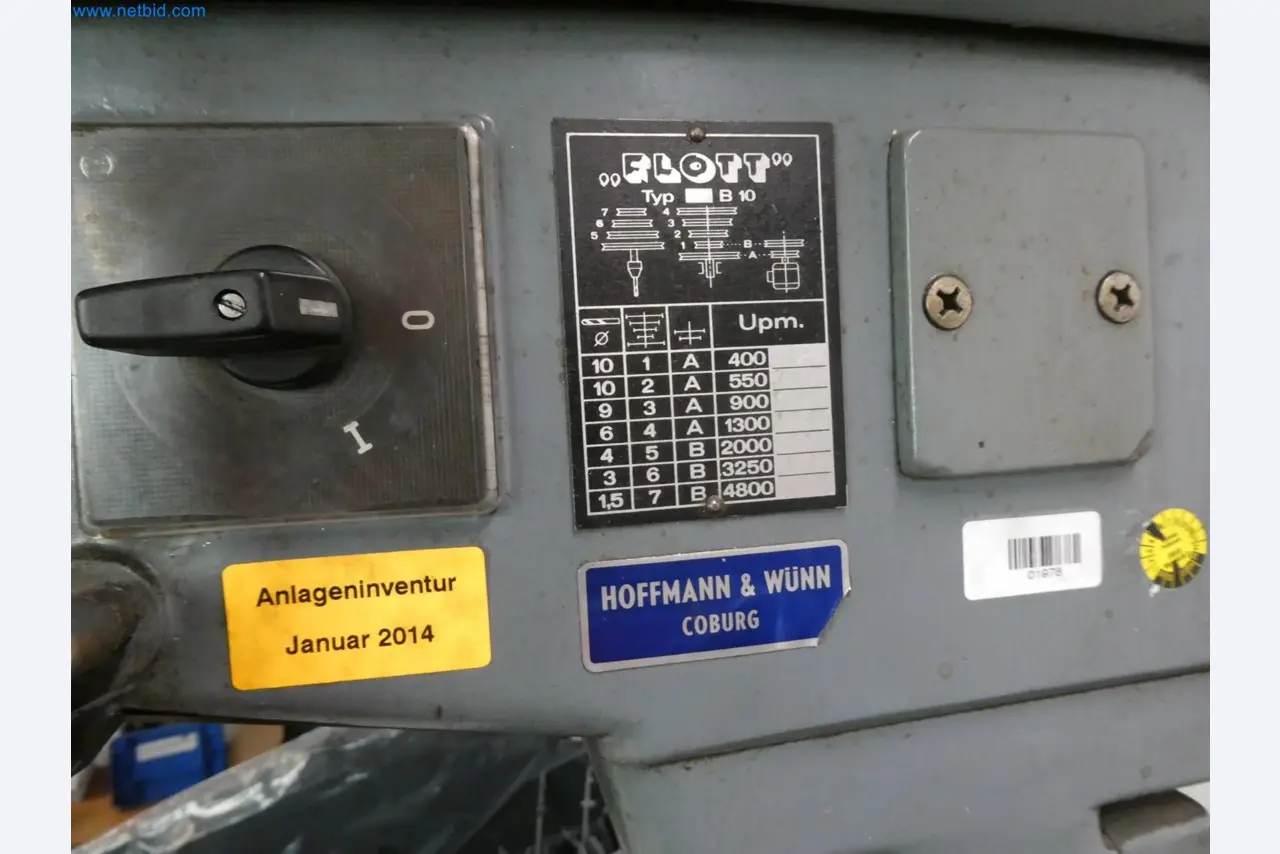 www.netbid.com
„FLOTT”
Typ B 10
7 4
6 3
5 2
1 B
A
Ø Upm.
10 1 A 400
10 2 A 550
9 3 A 900
6 4 A 1300
4 5 B 2000
3 6 B 3250
1,5 7 B 4800
O
I
Anlageninventur
Januar 2014
HOFFMANN & WÜNN
COBURG
01978